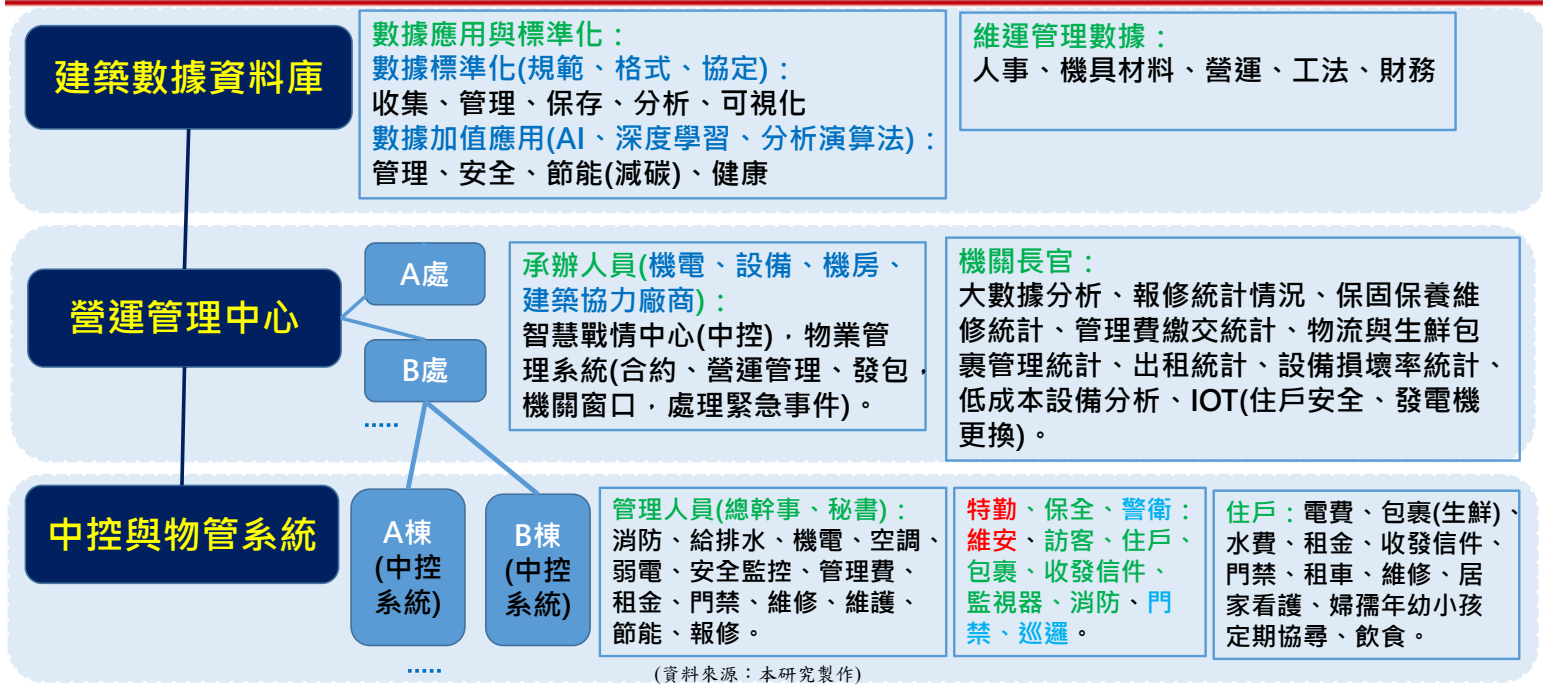 建築數據資料庫
數據應用與標準化：
數據標準化(規範、格式、協定)：
收集、管理、保存、分析、可視化
數據加值應用(AI、深度學習、分析演算法)：
管理、安全、節能(減碳)、健康
維運管理數據：
人事、機具材料、營運、工法、財務
營運管理中心
A處
B處
.....
承辦人員(機電、設備、機房、
建築協力廠商)：
智慧戰情中心(中控)，物業管
理系統(合約、營運管理、發包，
機關窗口，處理緊急事件)。
機關長官：
大數據分析、報修統計情況、保固保養維
修統計、管理費繳交統計、物流與生鮮包
裹管理統計、出租統計、設備損壞率統計、
低成本設備分析、IOT(住戶安全、發電機
更換)。
中控與物管系統
A棟
(中控
系統)
B棟
(中控
系統)
.....
管理人員(總幹事、秘書)：
消防、給排水、機電、空調、
弱電、安全監控、管理費、
租金、門禁、維修、維護、
節能、報修。
特勤、保全、警衛：
維安、訪客、住戶、
包裹、收發信件、
監視器、消防、門
禁、巡邏。
住戶：電費、包裹(生鮮)、
水費、租金、收發信件、
門禁、租車、維修、居
家看護、婦孺年幼小孩
定期協尋、飲食。
(資料來源：本研究製作)